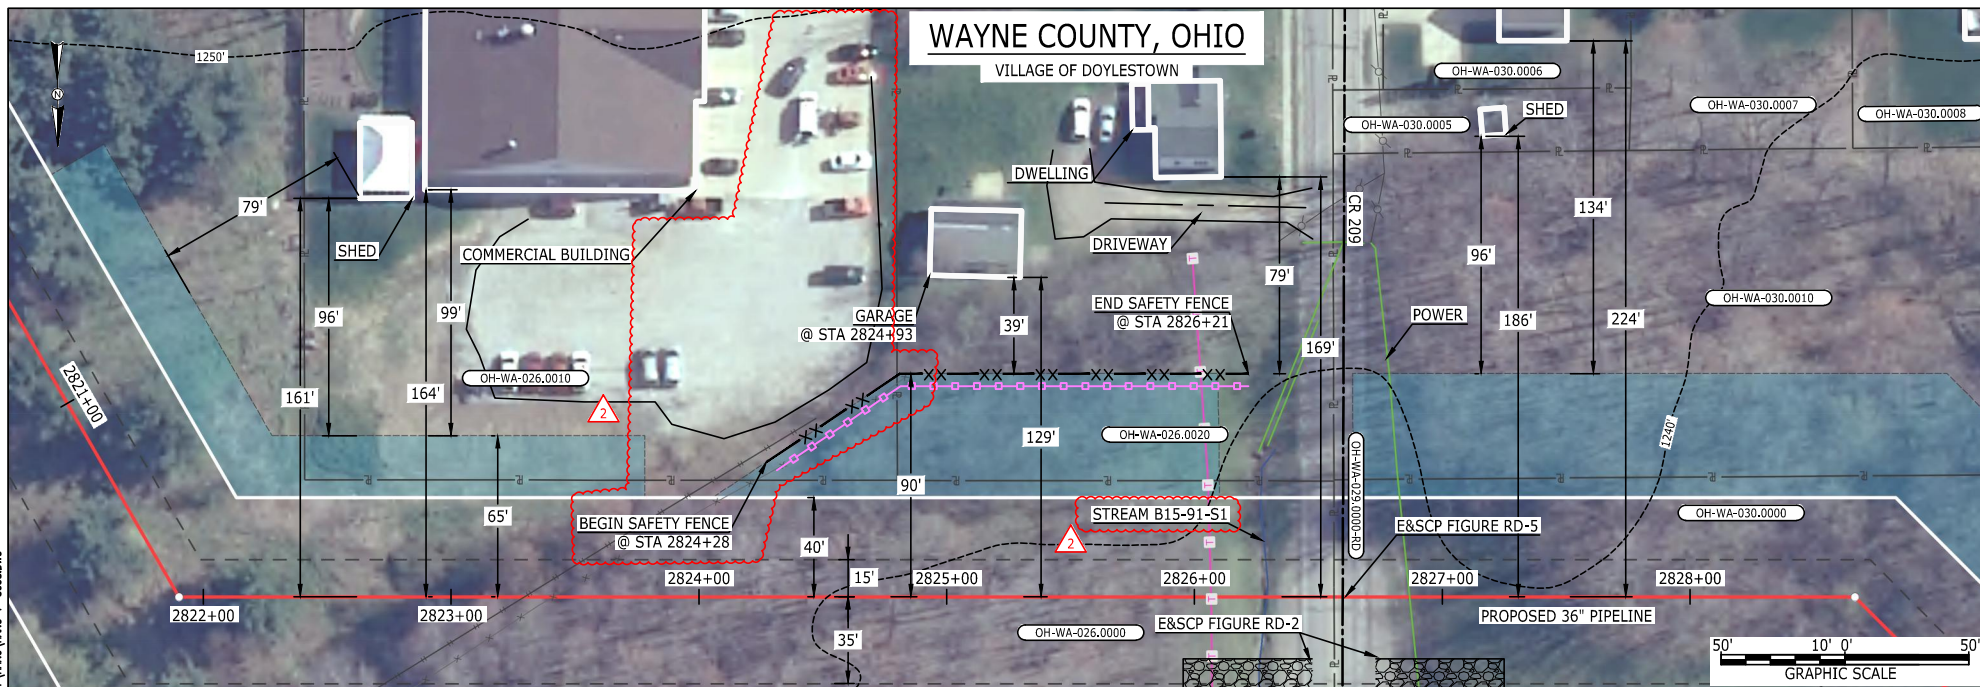 WAYNE COUNTY, OHIO
VILLAGE OF DOYLESTOWN
1250'
N
OH-WA-030.0006
OH-WA-030.0007
OH-WA-030.0008
OH-WA-030.0005
SHED
DWELLING
79'
SHED
COMMERCIAL BUILDING
DRIVEWAY
CR 209
134'
96'
79'
96'
99'
GARAGE
@ STA 2824+93
39'
END SAFETY FENCE
@ STA 2826+21
POWER
186'
224'
OH-WA-030.0010
169'
OH-WA-026.0010
2
2821+00
161'
164'
129'
OH-WA-026.0020
1240'
90'
65'
BEGIN SAFETY FENCE
@ STA 2824+28
40'
STREAM B15-91-S1
2
OH-WA-029.0000-RD
E&SCP FIGURE RD-5
OH-WA-030.0000
15'
2822+00
2823+00
2824+00
2825+00
2826+00
2827+00
2828+00
35'
OH-WA-026.0000
E&SCP FIGURE RD-2
PROPOSED 36" PIPELINE
T
T
T
T
T
50' 10' 0' 50'
GRAPHIC SCALE